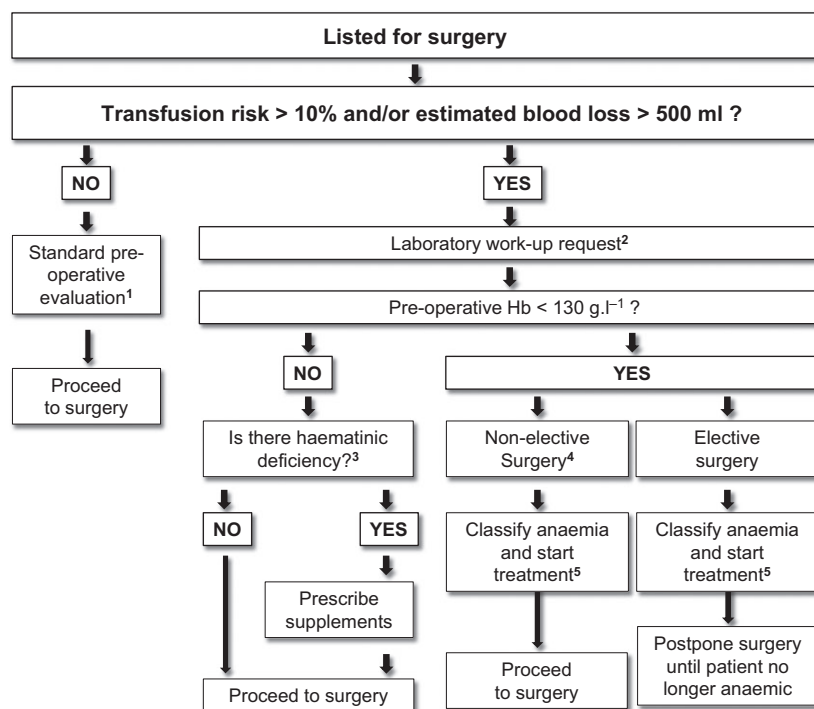 Listed for surgery
Transfusion risk > 10% and/or estimated blood loss > 500 ml ?
NO
YES
Standard pre-
operative
evaluation¹
Laboratory work-up request²
Pre-operative Hb < 130 g.l⁻¹ ?
Proceed
to surgery
NO
YES
Is there haematinic
deficiency?³
Non-elective
Surgery⁴
Elective
surgery
NO
YES
Classify anaemia
and start
treatment⁵
Classify anaemia
and start
treatment⁵
Prescribe
supplements
Proceed to surgery
Proceed
to surgery
Postpone surgery
until patient no
longer anaemic